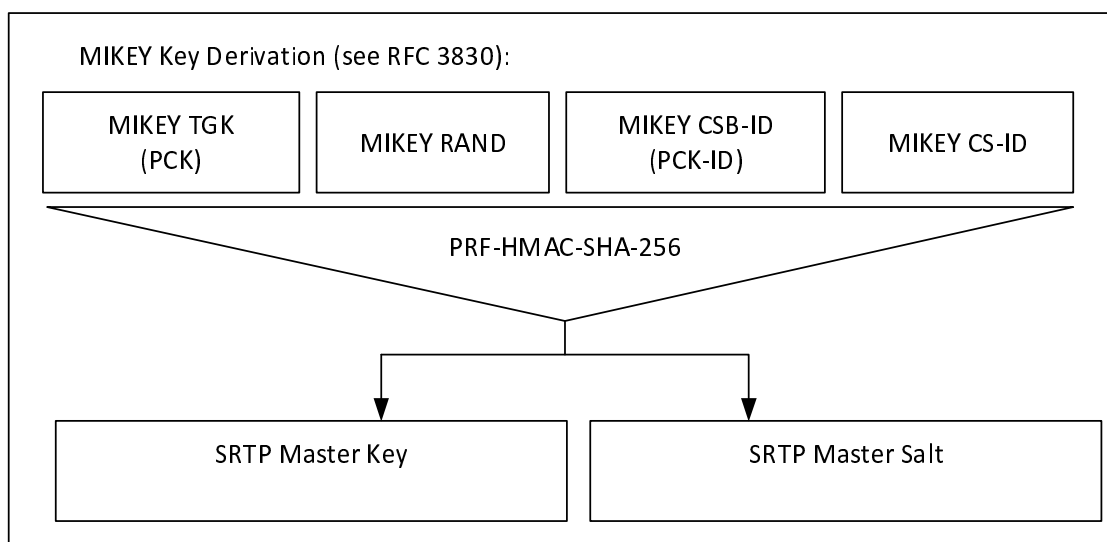 MIKEY Key Derivation (see RFC 3830):
MIKEY TGK
(PCK)
MIKEY RAND
MIKEY CSB-ID
(PCK-ID)
MIKEY CS-ID
PRF-HMAC-SHA-256
SRTP Master Key
SRTP Master Salt